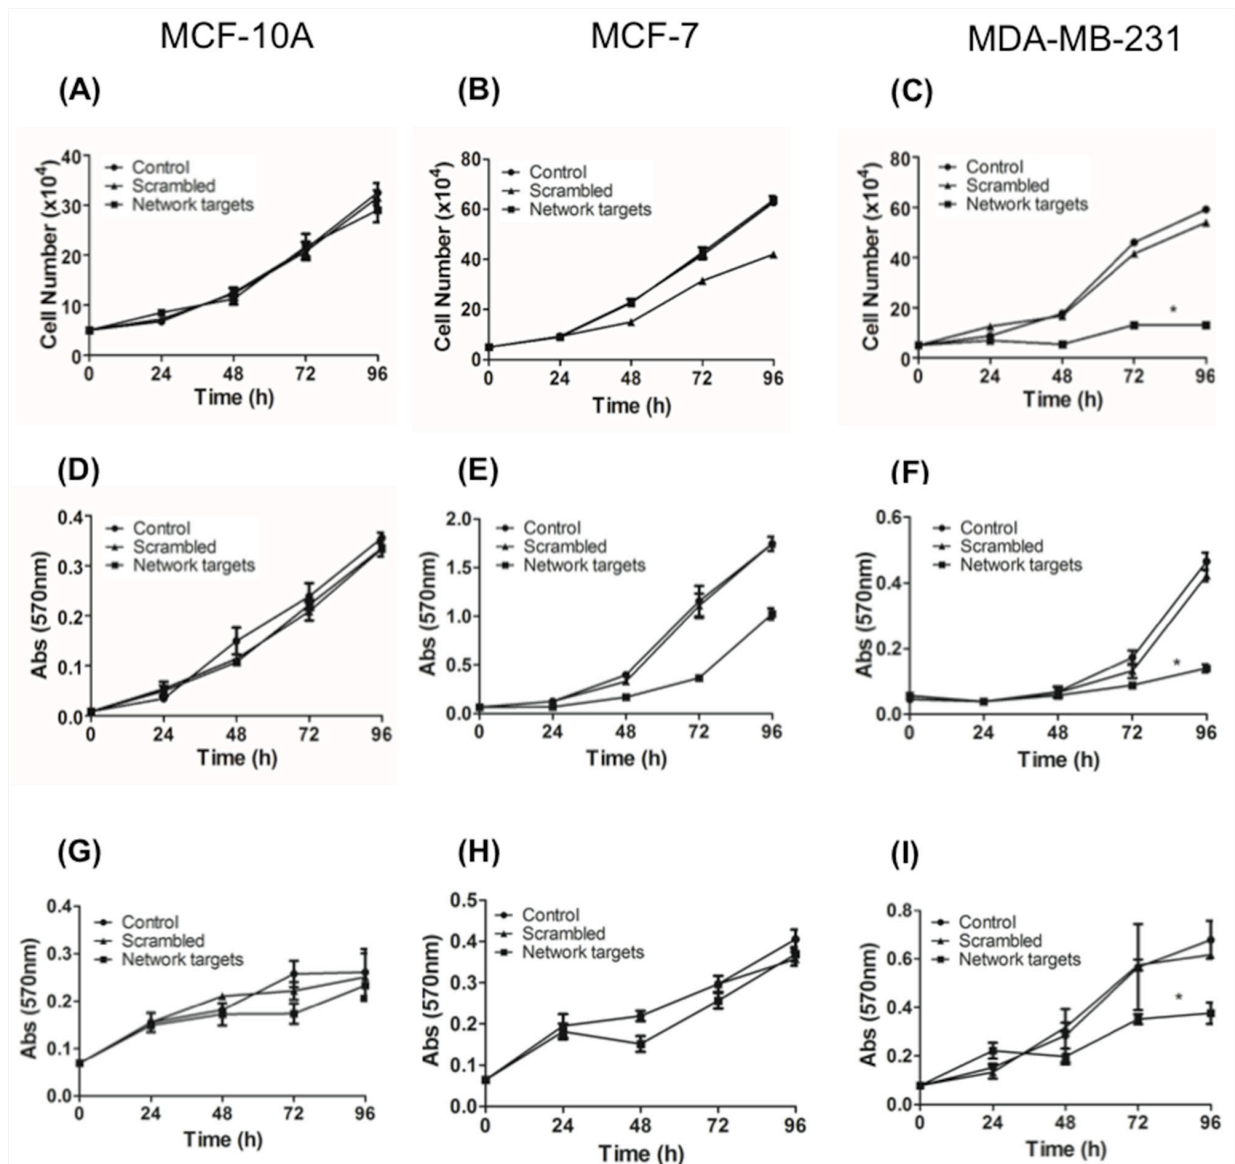 MCF-10A MCF-7 MDA-MB-231
(A) (B) (C)
40
30
20
10
0
Cell Number (x10⁴)
Control
Scrambled
Network targets
0 24 48 72 96
Time (h)
80
60
40
20
0
Cell Number (x10⁴)
Control
Scrambled
Network targets
0 24 48 72 96
Time (h)
80
60
40
20
0
Cell Number (x10⁴)
Control
Scrambled
Network targets
*
0 24 48 72 96
Time (h)
(D) (E) (F)
0.4
0.3
0.2
0.1
0.0
Abs (570nm)
Control
Scrambled
Network targets
0 24 48 72 96
Time (h)
2.0
1.5
1.0
0.5
0.0
Abs (570nm)
Control
Scrambled
Network targets
0 24 48 72 96
Time (h)
0.6
0.4
0.2
0.0
Abs (570nm)
Control
Scrambled
Network targets
*
0 24 48 72 96
Time (h)
(G) (H) (I)
0.4
0.3
0.2
0.1
0.0
Abs (570nm)
Control
Scrambled
Network targets
0 24 48 72 96
Time (h)
0.5
0.4
0.3
0.2
0.1
0.0
Abs (570nm)
Control
Scrambled
Network targets
0 24 48 72 96
Time (h)
0.8
0.6
0.4
0.2
0.0
Abs (570nm)
Control
Scrambled
Network targets
*
0 24 48 72 96
Time (h)